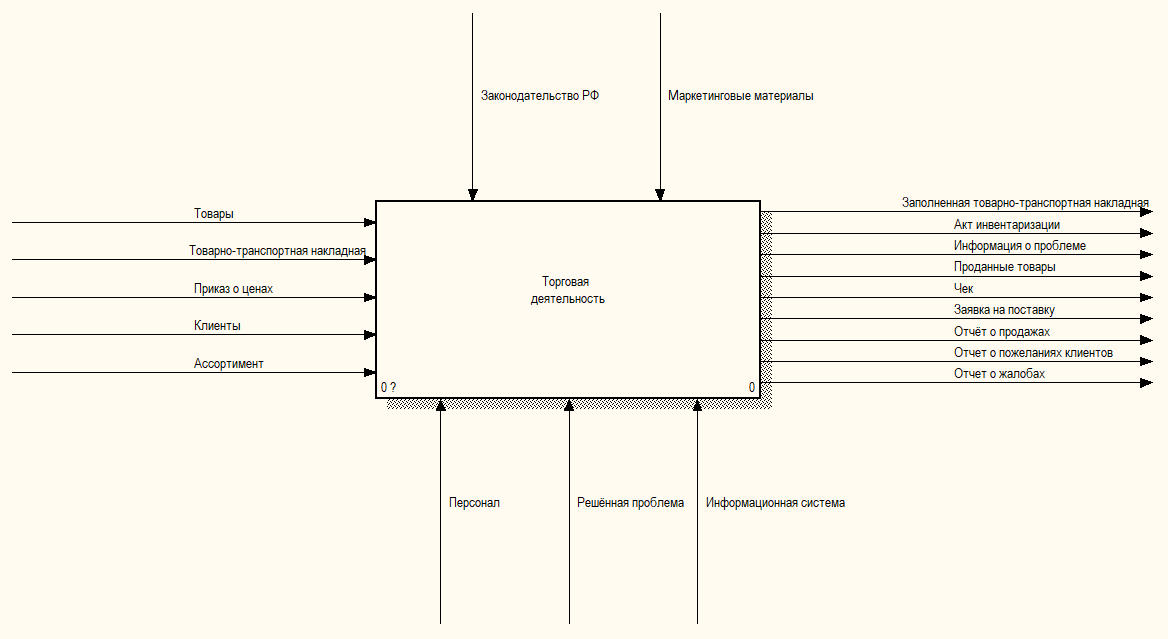 Законодательство РФ
Маркетинговые материалы
Товары
Товарно-транспортная накладная
Приказ о ценах
Клиенты
Ассортимент
Торговая
деятельность
0 ?
0
Заполненная товарно-транспортная накладная
Акт инвентаризации
Информация о проблеме
Проданные товары
Чек
Заявка на поставку
Отчёт о продажах
Отчет о пожеланиях клиентов
Отчет о жалобах
Персонал
Решённая проблема
Информационная система